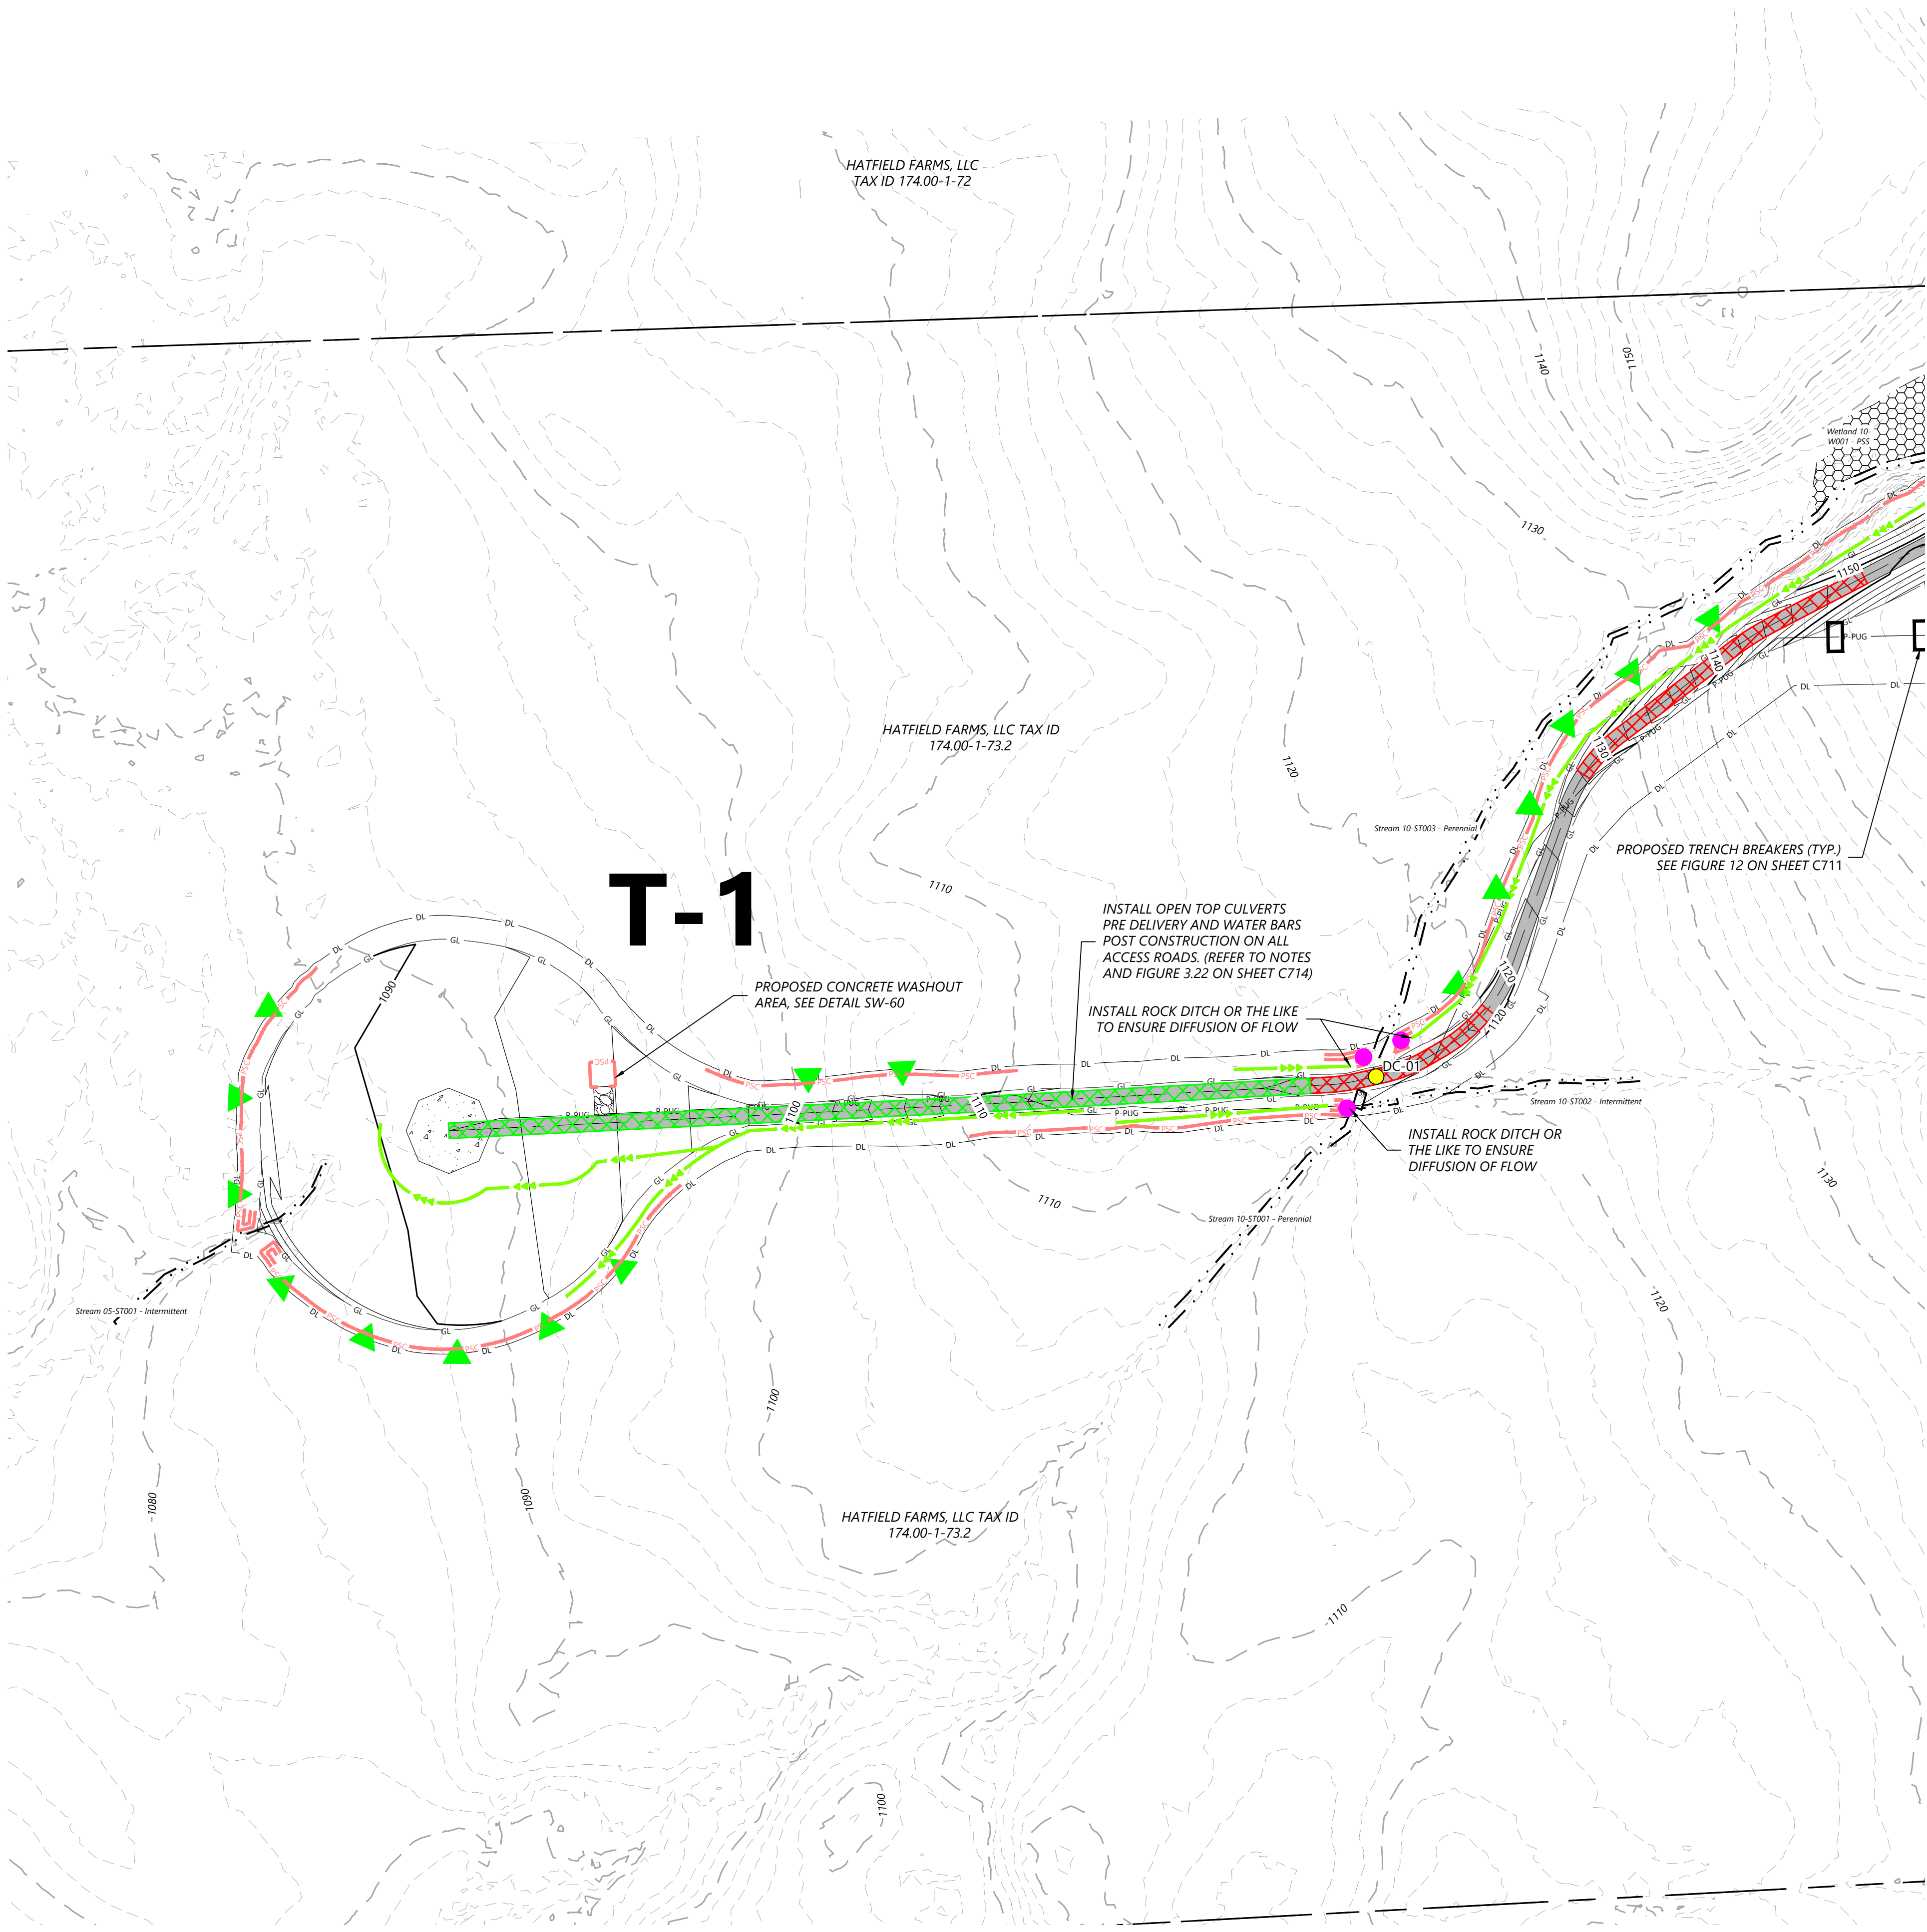 HATFIELD FARMS, LLC
TAX ID 174.00-1-72
1140
1150
Wetland 10-
W001 - PSS
1130
HATFIELD FARMS, LLC TAX ID
174.00-1-73.2
1120
1150
1140
1130
P-PUG
Stream 10-ST003 - Perennial
PROPOSED TRENCH BREAKERS (TYP.)
SEE FIGURE 12 ON SHEET C711
T-1
1110
INSTALL OPEN TOP CULVERTS
PRE DELIVERY AND WATER BARS
POST CONSTRUCTION ON ALL
ACCESS ROADS. (REFER TO NOTES
AND FIGURE 3.22 ON SHEET C714)
PROPOSED CONCRETE WASHOUT
AREA, SEE DETAIL SW-60
INSTALL ROCK DITCH OR THE LIKE
TO ENSURE DIFFUSION OF FLOW
1090
PSC
DL
GL
1120
1120
DC-01
1100
1110
P-PUG
Stream 10-ST002 - Intermittent
INSTALL ROCK DITCH OR
THE LIKE TO ENSURE
DIFFUSION OF FLOW
1130
1110
Stream 10-ST001 - Perennial
Stream 05-ST001 - Intermittent
1120
1100
1080
1090
HATFIELD FARMS, LLC TAX ID
174.00-1-73.2
1110
1100